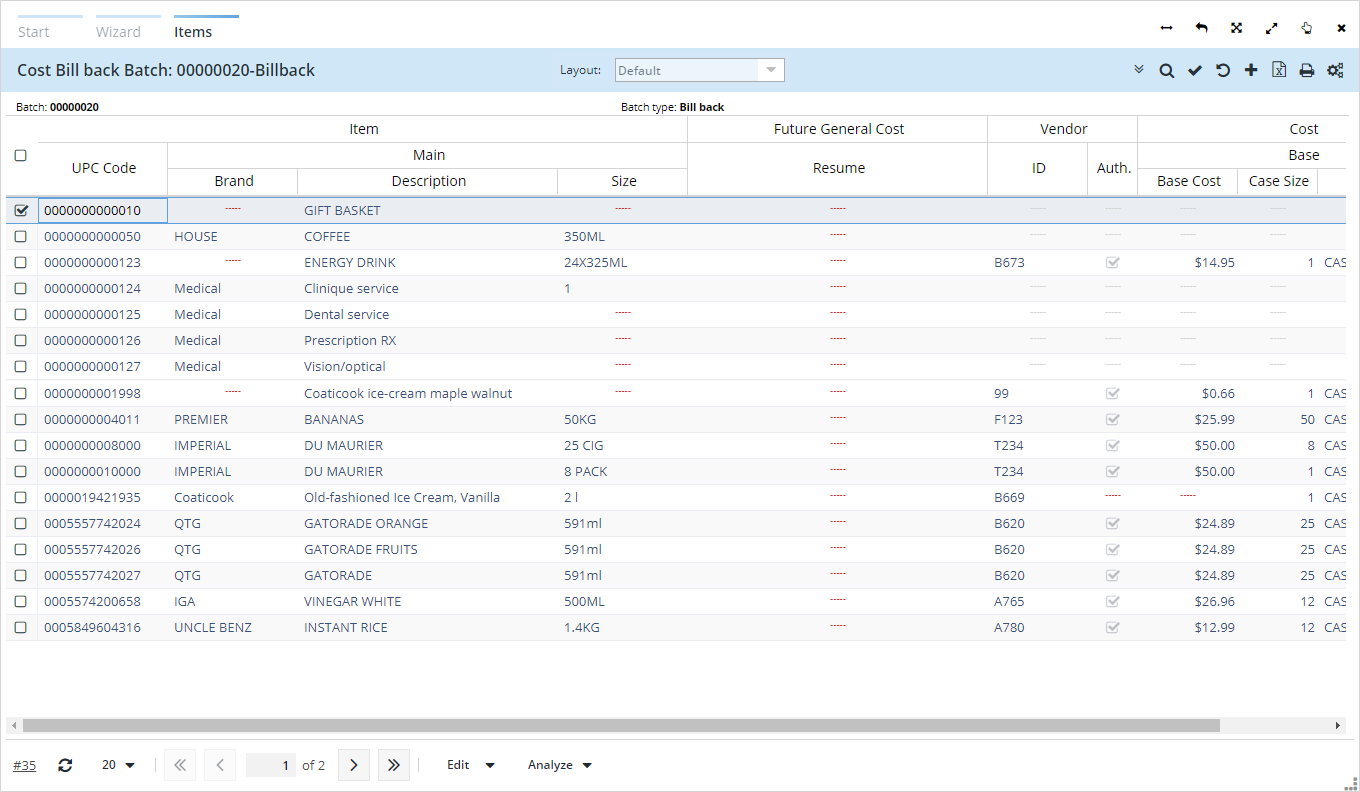 Start Wizard Items
Cost Bill back Batch: 00000020-Billback Layout: Default
Batch: 00000020 Batch type: Bill back
Item Future General Cost Vendor Cost
UPC Code Main Resume ID Auth. Base
Brand Description Size Base Cost Case Size
0000000000010 ----- GIFT BASKET ----- ----- ----- ----- ----- -----
0000000000050 HOUSE COFFEE 350ML ----- ----- ----- ----- -----
0000000000123 ----- ENERGY DRINK 24X325ML ----- B673 $14.95 1 CAS
0000000000124 Medical Clinique service 1 ----- ----- ----- ----- -----
0000000000125 Medical Dental service ----- ----- ----- ----- ----- -----
0000000000126 Medical Prescription RX ----- ----- ----- ----- ----- -----
0000000000127 Medical Vision/optical ----- ----- ----- ----- ----- -----
0000000001998 ----- Coaticook ice-cream maple walnut ----- ----- 99 $0.66 1 CAS
0000000004011 PREMIER BANANAS 50KG ----- F123 $25.99 50 CAS
0000000008000 IMPERIAL DU MAURIER 25 CIG ----- T234 $50.00 8 CAS
0000000010000 IMPERIAL DU MAURIER 8 PACK ----- T234 $50.00 1 CAS
0000019421935 Coaticook Old-fashioned Ice Cream, Vanilla 2 l ----- B669 ----- ----- 1 CAS
0005557742024 QTG GATORADE ORANGE 591ml ----- B620 $24.89 25 CAS
0005557742026 QTG GATORADE FRUITS 591ml ----- B620 $24.89 25 CAS
0005557742027 QTG GATORADE 591ml ----- B620 $24.89 25 CAS
0005574200658 IGA VINEGAR WHITE 500ML ----- A765 $26.96 12 CAS
0005849604316 UNCLE BENZ INSTANT RICE 1.4KG ----- A780 $12.99 12 CAS
#35 20 1 of 2 Edit Analyze